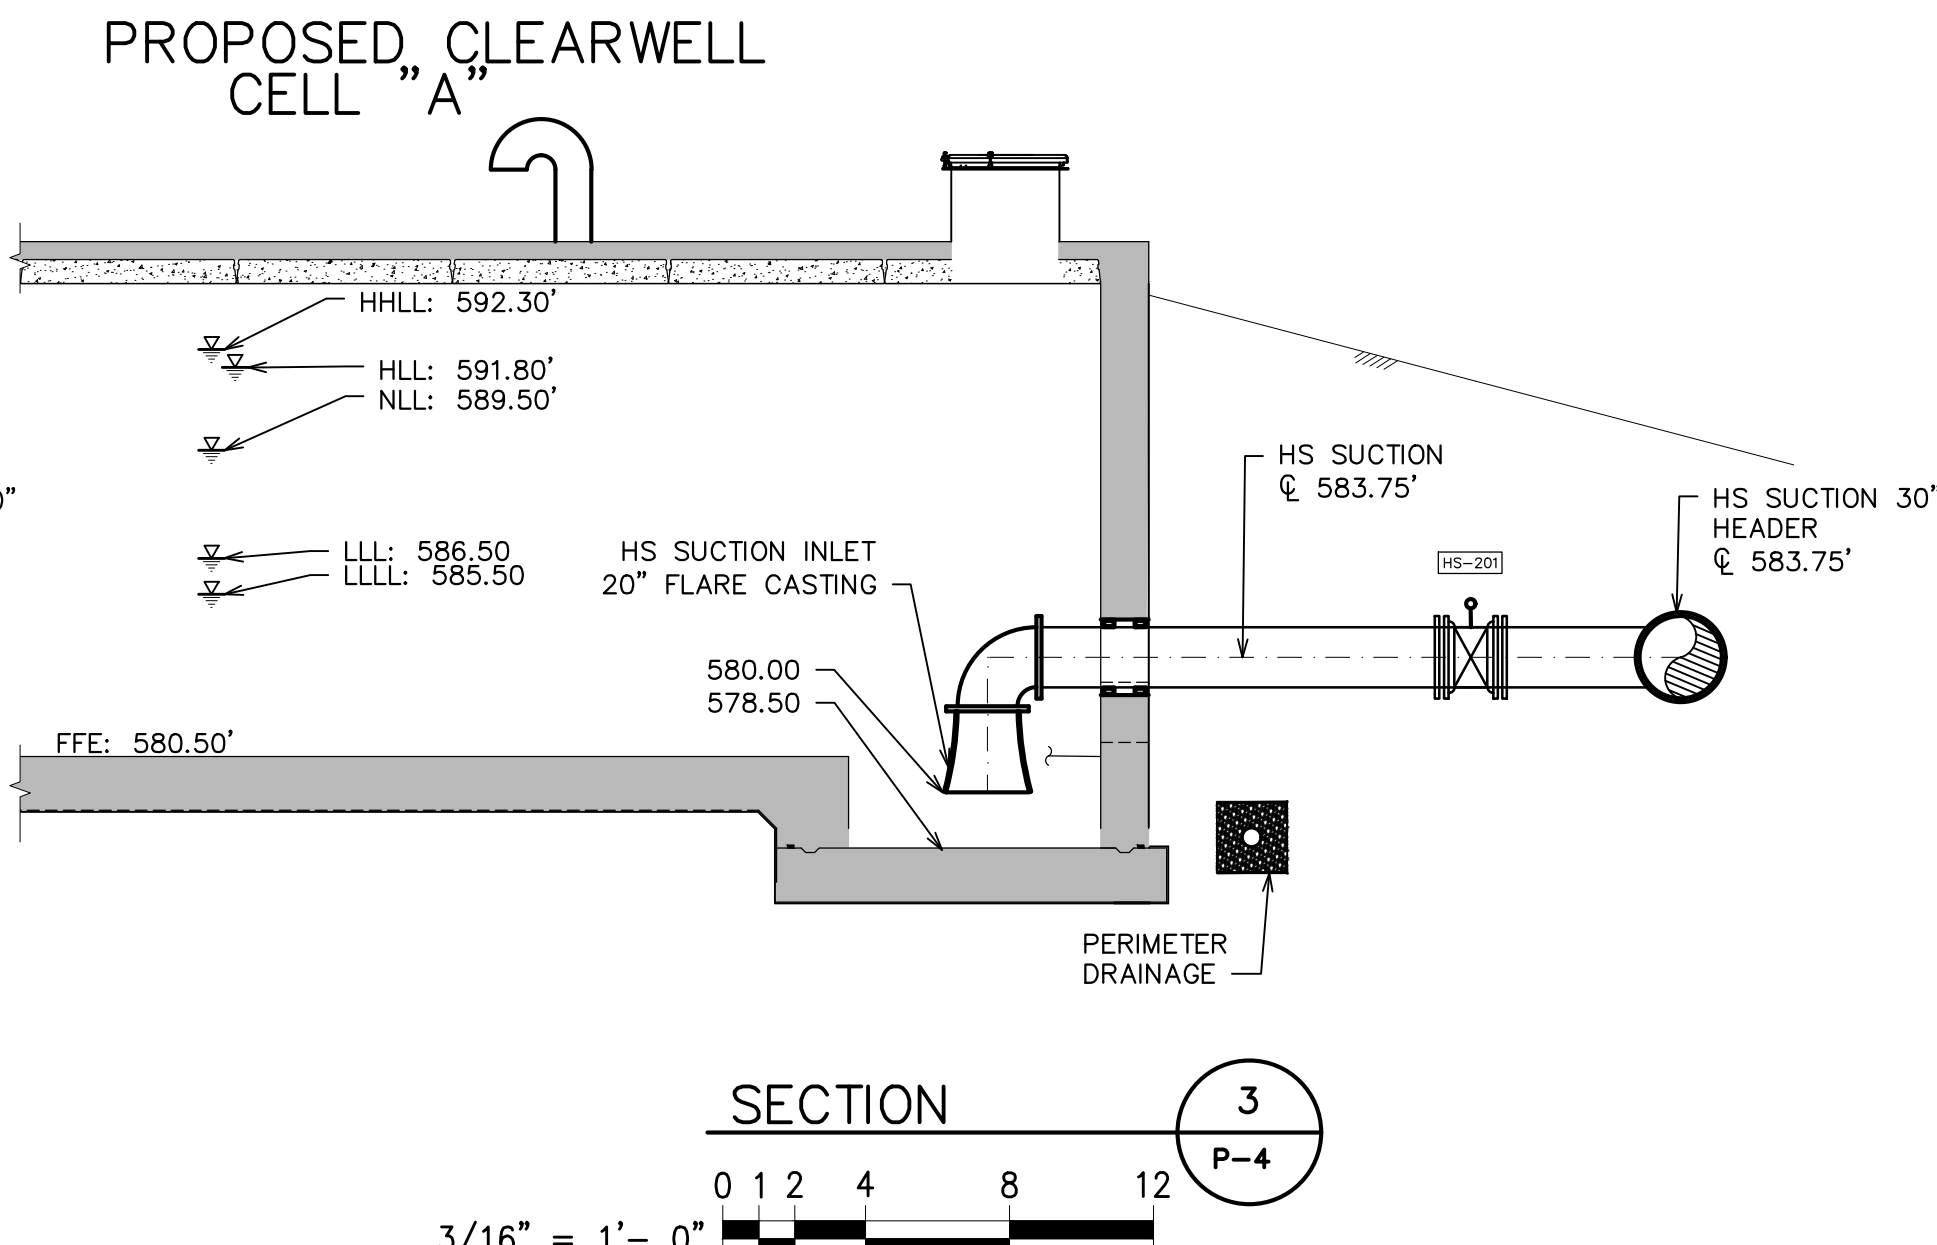 PROPOSED CLEARWELL
CELL "A"
HHLL: 592.30'
HLL: 591.80'
NLL: 589.50'
LLL: 586.50
LLLL: 585.50
HS SUCTION INLET
20" FLARE CASTING
HS SUCTION
℄ 583.75'
HS SUCTION 30"
HEADER
℄ 583.75'
HS-201
580.00
578.50
FFE: 580.50'
PERIMETER
DRAINAGE
SECTION
3
P-4
0 1 2 4 8 12
3/16" = 1'- 0"